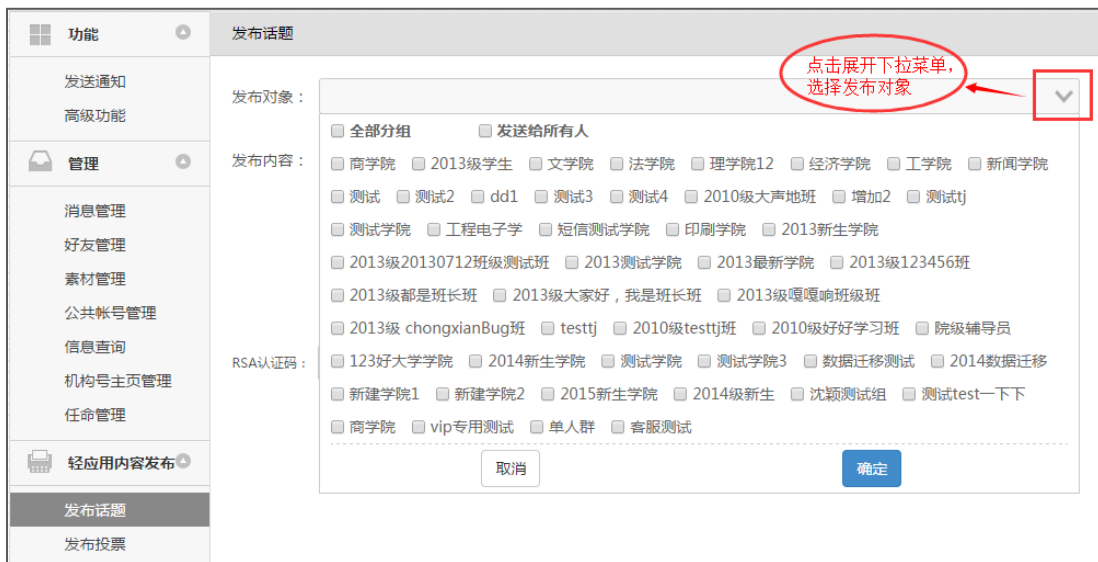 功能
发送通知
高级功能
管理
消息管理
好友管理
素材管理
公共帐号管理
信息查询
机构号主页管理
任命管理
轻应用内容发布
发布话题
发布投票
发布话题
点击展开下拉菜单，
选择发布对象
发布对象：
全部分组 发送给所有人
发布内容：
商学院 2013级学生 文学院 法学院 理学院12 经济学院 工学院 新闻学院
测试 测试2 dd1 测试3 测试4 2010级大声地班 增加2 测试tj
测试学院 工程电子学 短信测试学院 印刷学院 2013新生学院
2013级20130712班级测试班 2013测试学院 2013最新学院 2013级123456班
2013级都是班长班 2013级大家好，我是班长班 2013级嘎嘎响班级班
2013级 chongxianBug班 testtj 2010级testtj班 2010级好好学习班 院级辅导员
RSA认证码：
123好大学学院 2014新生学院 测试学院 测试学院3 数据迁移测试 2014数据迁移
新建学院1 新建学院2 2015新生学院 2014级新生 沈颖测试组 测试test一下下
商学院 vip专用测试 单人群 客服测试
取消 确定